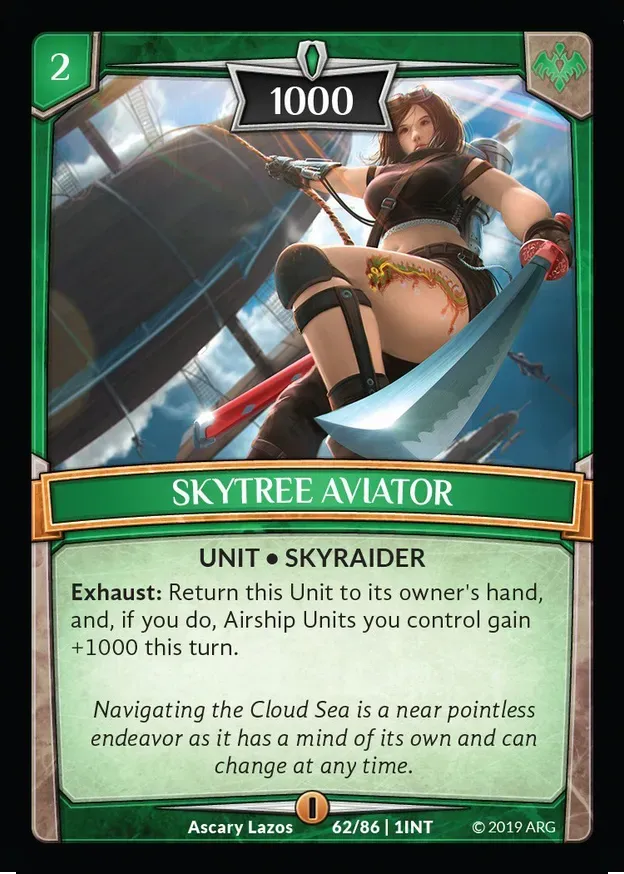 2
1000
SKYTREE AVIATOR
UNIT • SKYRAIDER
Exhaust: Return this Unit to its owner's hand,
and, if you do, Airship Units you control gain
+1000 this turn.
Navigating the Cloud Sea is a near pointless
endeavor as it has a mind of its own and can
change at any time.
I
Ascary Lazos 62/86 | 1INT © 2019 ARG